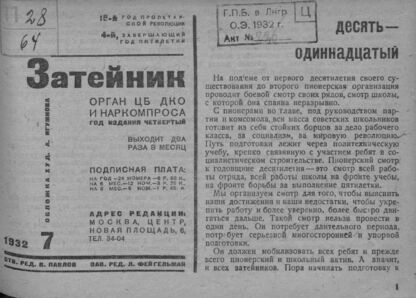 28
64
15-й ГОД ПРОЛЕТАР-
СКОЙ РЕВОЛЮЦИИ
4-й, ЗАВЕРШАЮЩИЙ
ГОД ПЯТИЛЕТКИ
Затейник
ОРГАН ЦБ ДКО
И НАРКОМПРОСА
ГОД ИЗДАНИЯ ЧЕТВЕРТЫЙ
ВЫХОДИТ ДВА
РАЗА В МЕСЯЦ
ПОДПИСНАЯ ПЛАТА:
АДРЕС РЕДАКЦИИ:
МОСКВА, ЦЕНТР,
НОВАЯ ПЛОЩАДЬ, 6,
ТЕЛ. 34-04
ОБЛОЖКА ХУД. А.
1932 7
ОТВ. РЕД. В. ПАВЛОВ ЗАВ. РЕД. Л. ФЕЙГЕЛЬМАН
Г.П.Б. в Лнгр.
О.Э. 1932 г.
Акт №
Ц
десять—
одиннадцатый
На подъеме от первого десятилетия своего су-
ществования до второго пионерская организация
проводит боевой смотр своих рядов, смотр школы,
с которой она спаяна неразрывно.
С пионерами во главе, под руководством пар-
тии и комсомола, вся масса советских школьников
готовит из себя стойких борцов за дело рабочего
класса, за социализм, за мировую революцию.
Путь подготовки лежит через политехническую
учебу, крепко связанную с участием ребят в со-
циалистическом строительстве. Пионерский смотр
к годовщине десятилетия — это смотр всей работы
отряда, всей работы школы на фронте учебы,
на фронте борьбы за выполнение пятилетки.
Мы организуем смотр для того, чтобы выяснить
наши достижения и наши недостатки, чтобы укре-
пить работу и более уверенно, более быстро дви-
гаться дальше. Такой смотр нельзя провести в
один день. Он потребует длительного периода,
потребует серьезной многосторонней и упорной
подготовки.
Он должен мобилизовать всех ребят и прежде
всего пионерский и школьный актив. А значит,
и всех затейников. Пора начинать подготовку к
1